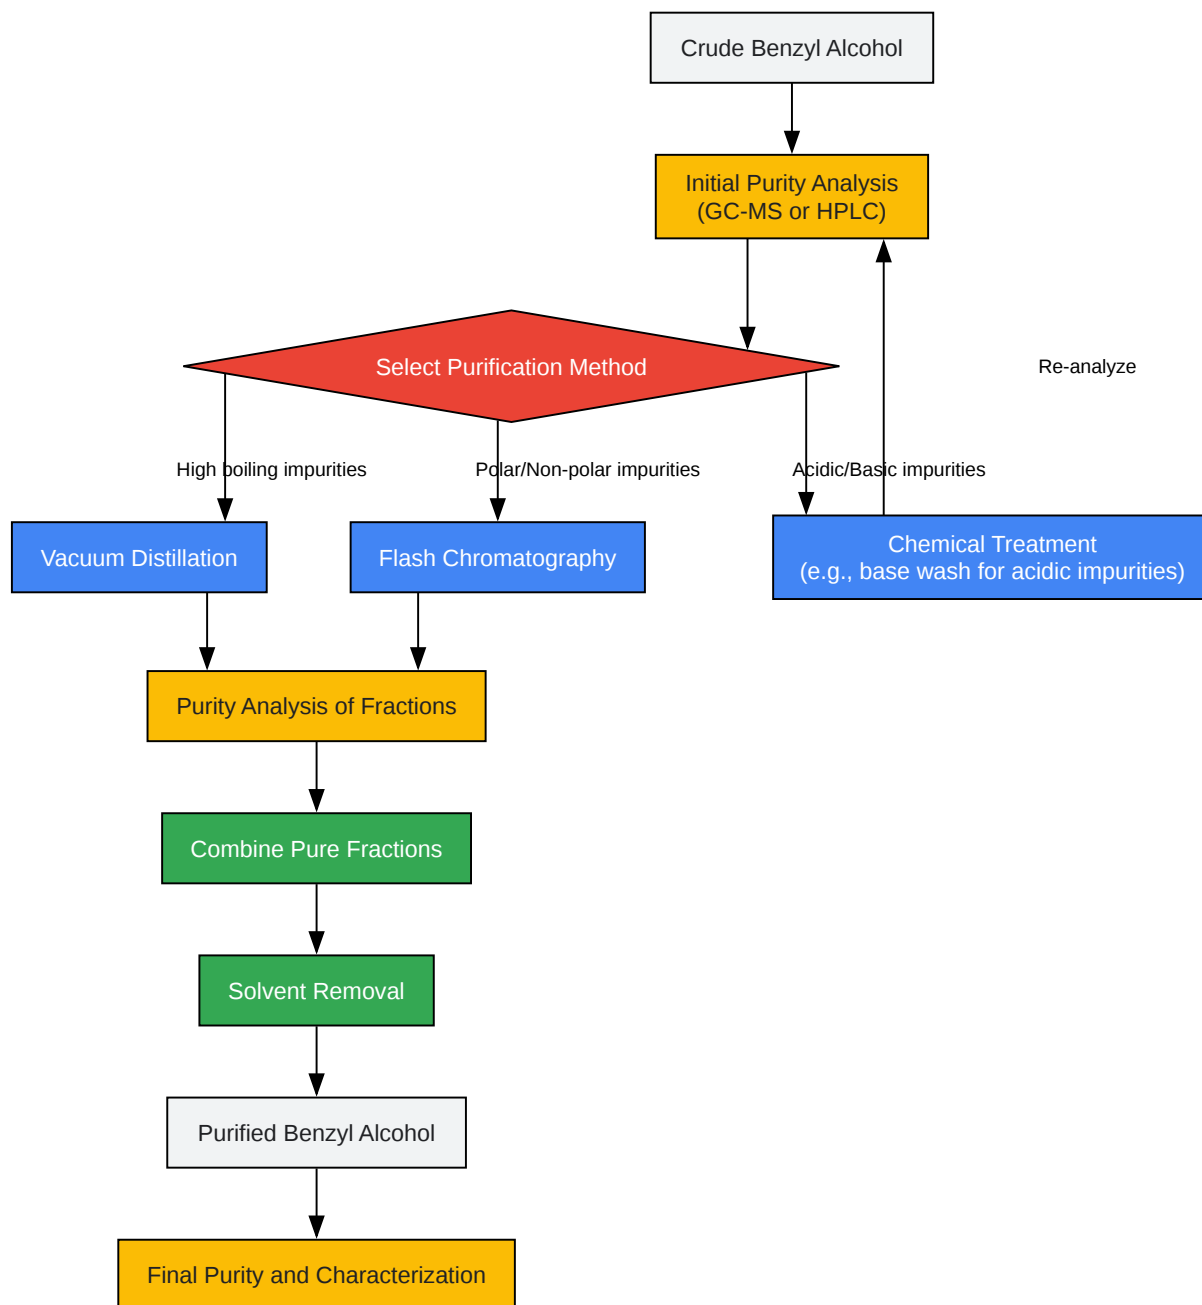 Crude Benzyl Alcohol
Initial Purity Analysis
(GC-MS or HPLC)
Select Purification Method
Re-analyze
High boiling impurities
Polar/Non-polar impurities
Acidic/Basic impurities
Vacuum Distillation
Flash Chromatography
Chemical Treatment
(e.g., base wash for acidic impurities)
Purity Analysis of Fractions
Combine Pure Fractions
Solvent Removal
Purified Benzyl Alcohol
Final Purity and Characterization